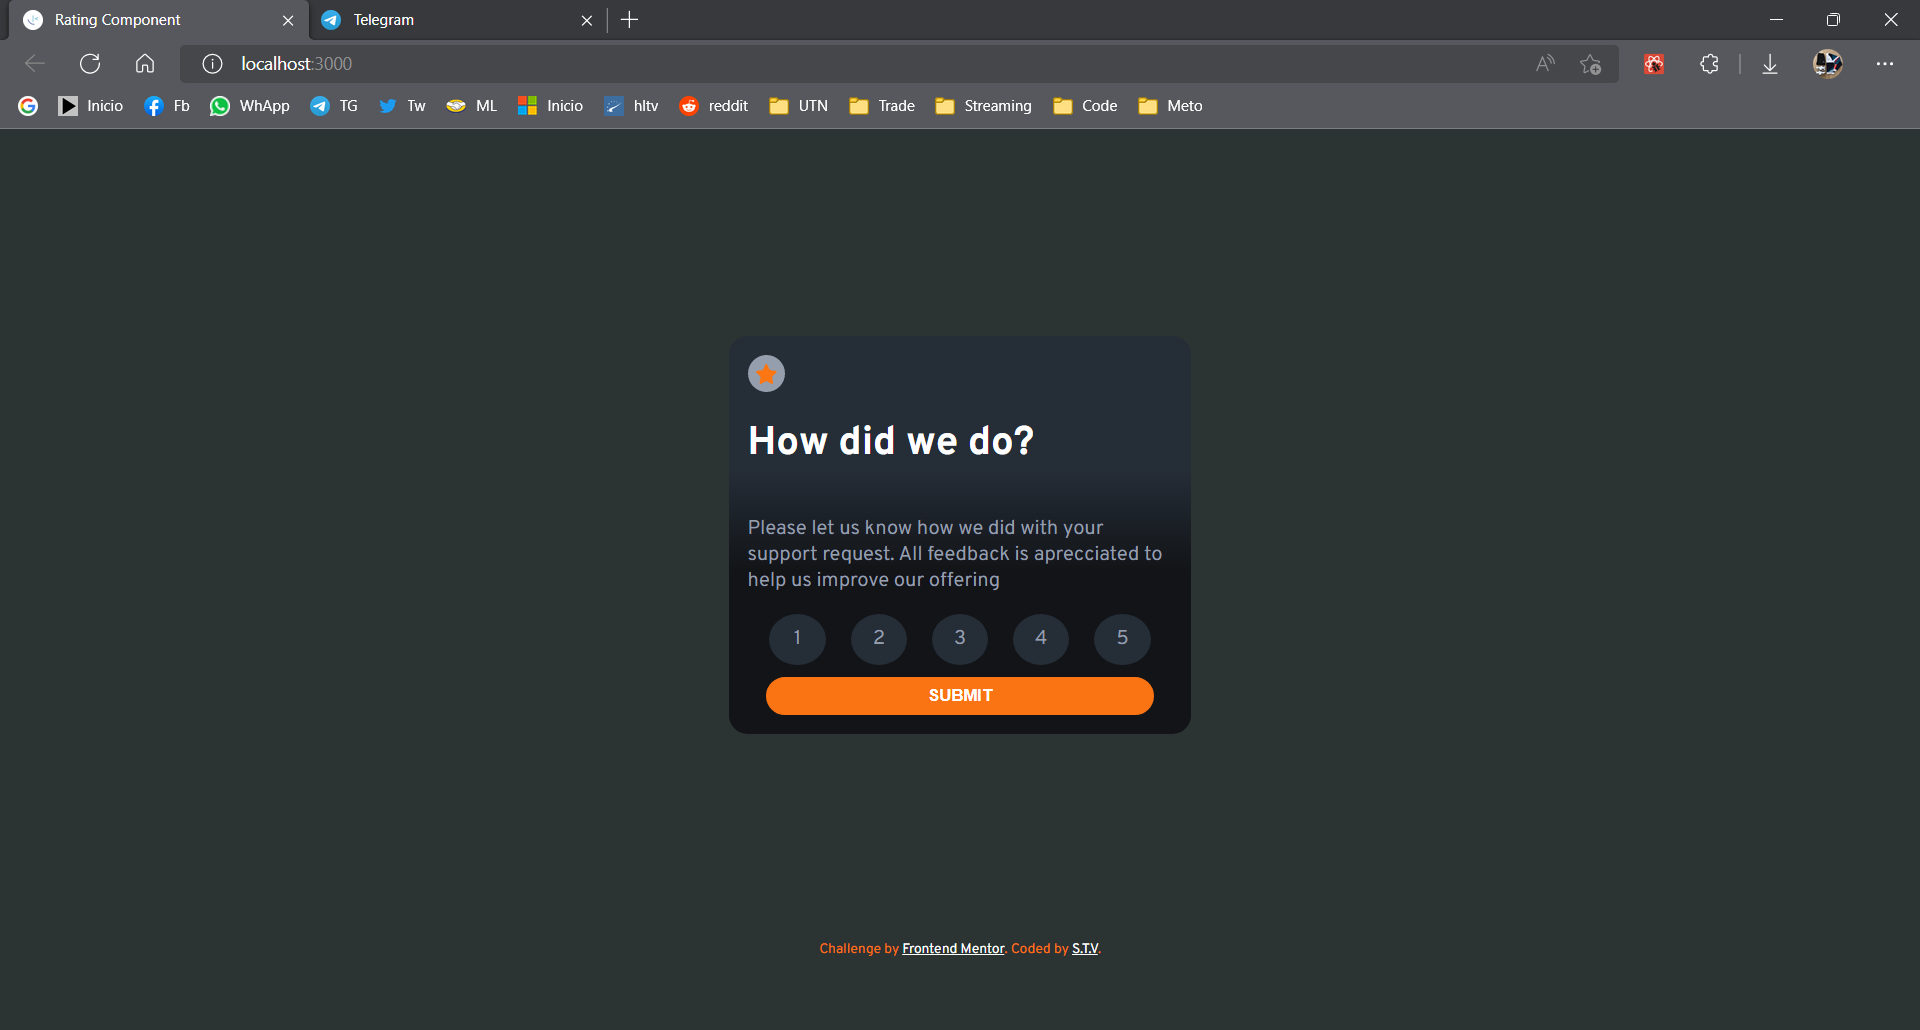 Rating Component
Telegram
localhost:3000
Inicio Fb WhApp TG Tw ML Inicio hltv reddit UTN Trade Streaming Code Meto
How did we do?
Please let us know how we did with your
support request. All feedback is aprecciated to
help us improve our offering
1 2 3 4 5
SUBMIT
Challenge by Frontend Mentor. Coded by S.T.V.